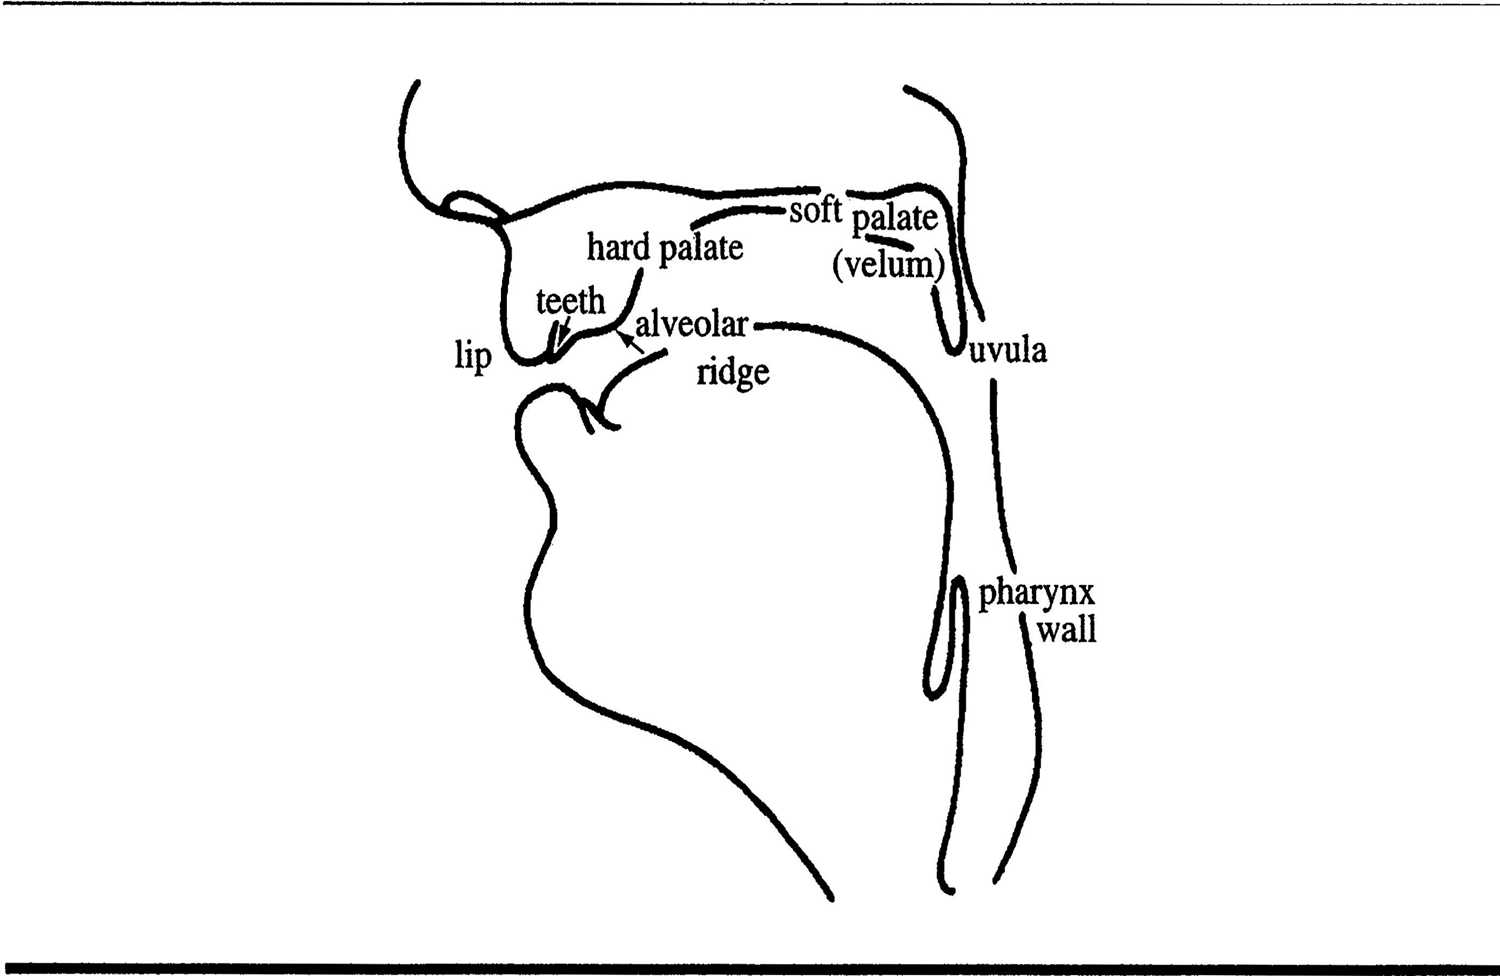 soft palate
(velum)
hard palate
teeth
alveolar
ridge
lip
uvula
pharynx
wall